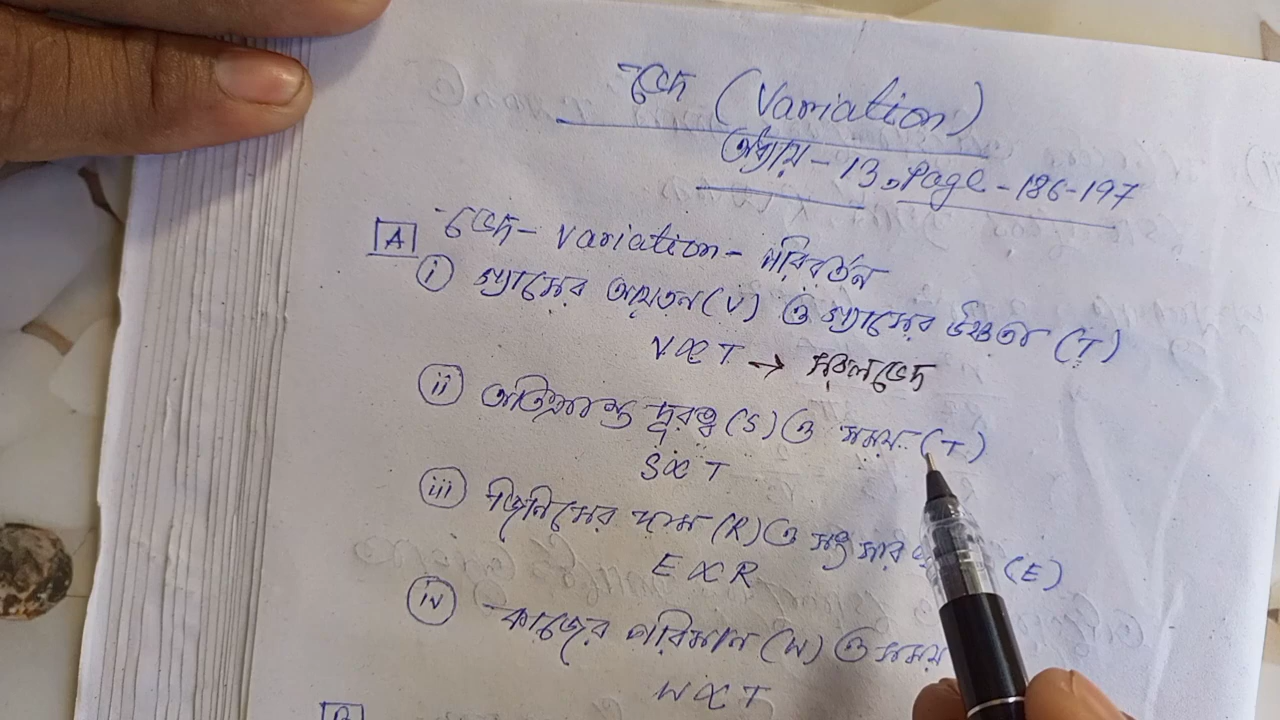 ভেদ (Variation)
অধ্যায় - 13, Page - 186-197
A ভেদ - Variation - পরিবর্তন
i গ্যাসের আয়তন (V) ও গ্যাসের উষ্ণতা (T)
V ∝ T → সরলভেদ
ii অতিক্রান্ত দূরত্ব (S) ও সময় (T)
S ∝ T
iii জিনিসের দাম (R) ও সংসার (E)
E ∝ R
iv কাজের পরিমান (W) ও সময়
W ∝ T